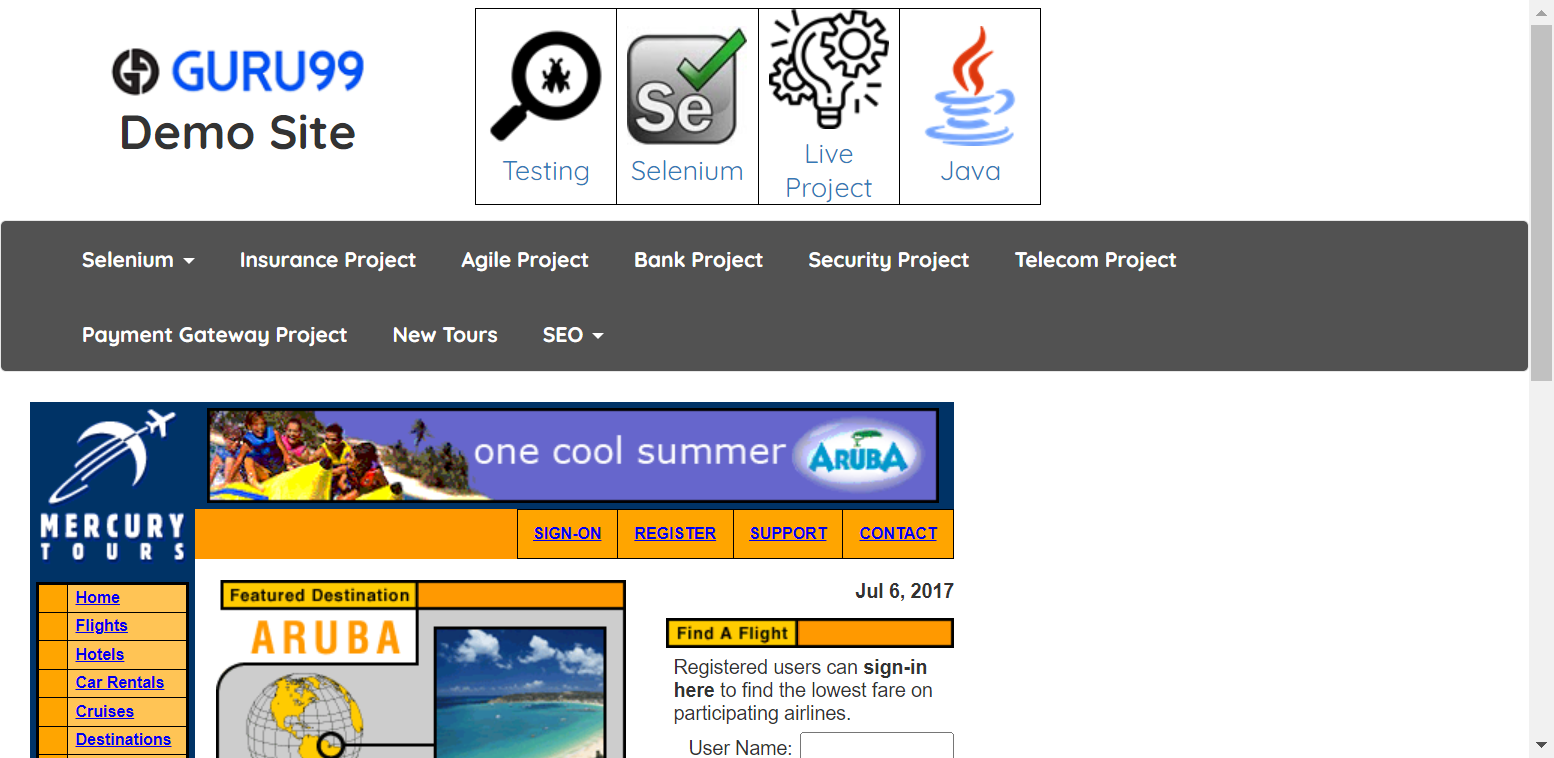 GURU99
Demo Site
Testing
Se
Selenium
Live
Project
Java
Selenium
Insurance Project
Agile Project
Bank Project
Security Project
Telecom Project
Payment Gateway Project
New Tours
SEO
MERCURY
TOURS
one cool summer
ARUBA
SIGN-ON
REGISTER
SUPPORT
CONTACT
Home
Flights
Hotels
Car Rentals
Cruises
Destinations
Featured Destination
ARUBA
Jul 6, 2017
Find A Flight
Registered users can sign-in
here to find the lowest fare on
participating airlines.
User Name: